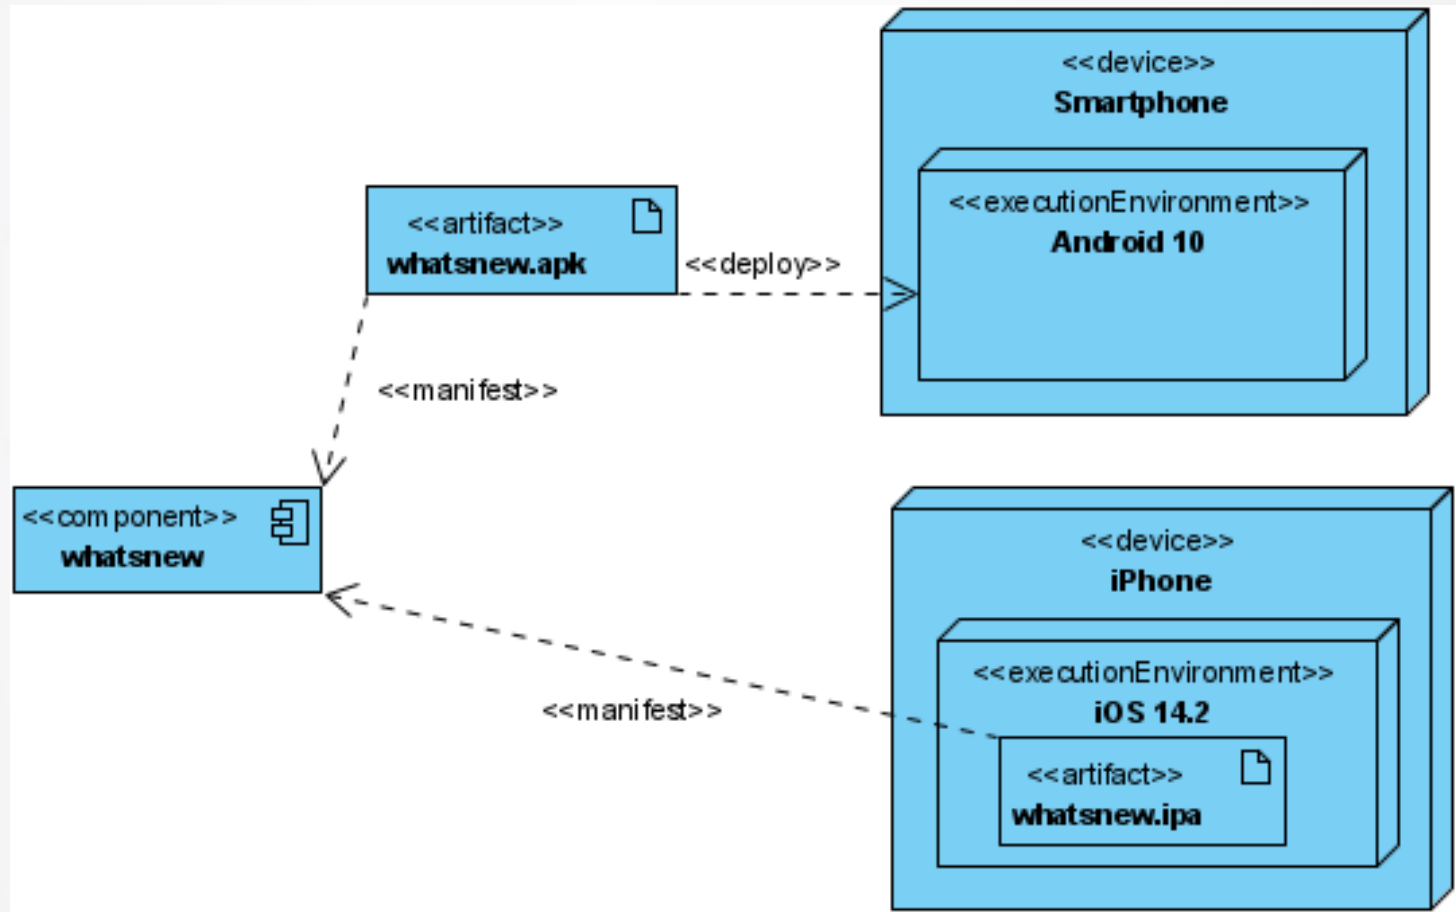 <<device>>
Smartphone
<<executionEnvironment>>
Android 10
<<artifact>>
whatsnew.apk
<<deploy>>
<<manifest>>
<<component>>
whatsnew
<<device>>
iPhone
<<executionEnvironment>>
iOS 14.2
<<manifest>>
<<artifact>>
whatsnew.ipa